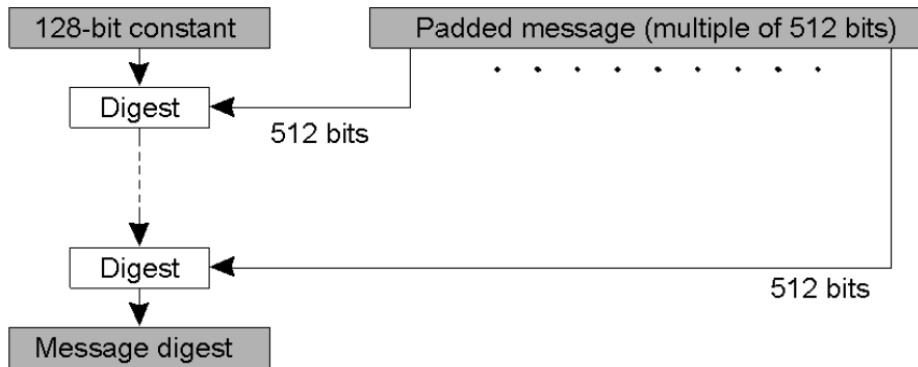 128-bit constant
Padded message (multiple of 512 bits)
Digest
512 bits
Digest
512 bits
Message digest